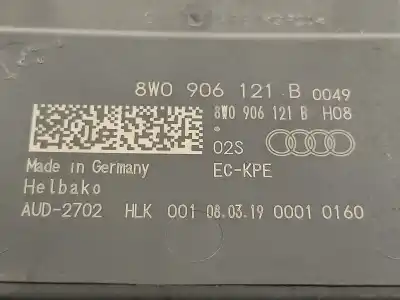 8W0 906 121 B 0049
8W0 906 121 B H08
02S
Made in Germany EC-KPE
Helbako
AUD-2702 HLK 001 08.03.19 0001 0160